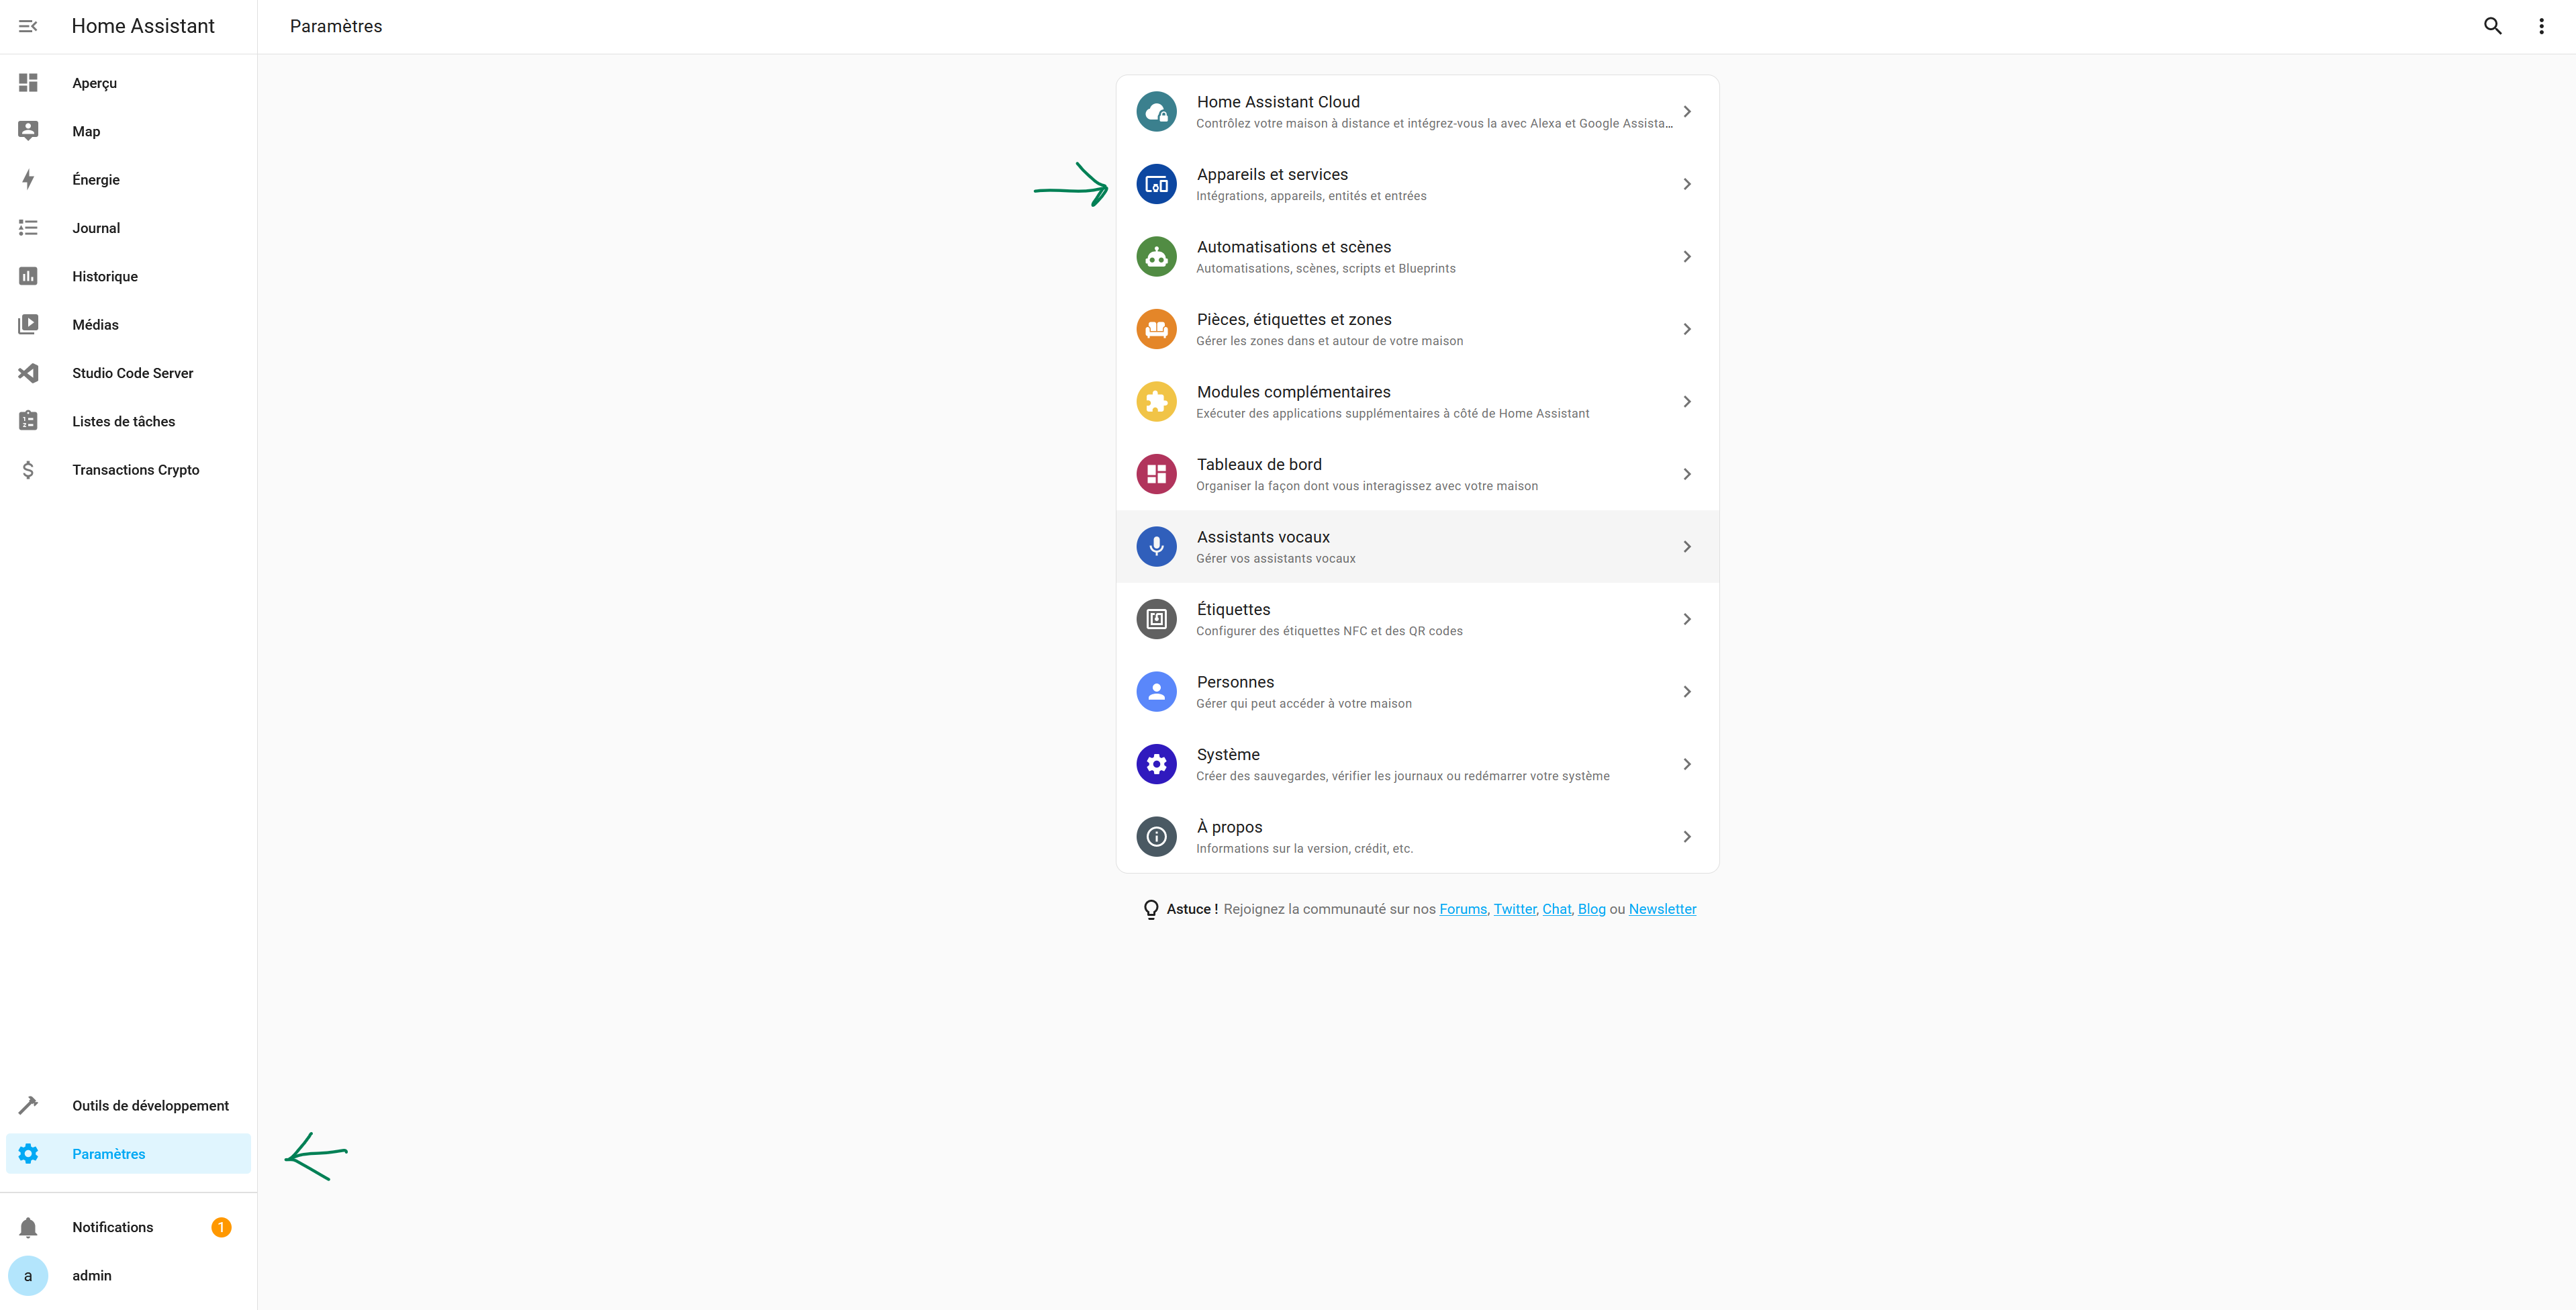 Home Assistant
Paramètres
Aperçu
Map
Énergie
Journal
Historique
Médias
Studio Code Server
Listes de tâches
Transactions Crypto
Outils de développement
Paramètres
Notifications 1
a admin
Home Assistant Cloud
Contrôlez votre maison à distance et intégrez-vous la avec Alexa et Google Assista…
Appareils et services
Intégrations, appareils, entités et entrées
Automatisations et scènes
Automatisations, scènes, scripts et Blueprints
Pièces, étiquettes et zones
Gérer les zones dans et autour de votre maison
Modules complémentaires
Exécuter des applications supplémentaires à côté de Home Assistant
Tableaux de bord
Organiser la façon dont vous interagissez avec votre maison
Assistants vocaux
Gérer vos assistants vocaux
Étiquettes
Configurer des étiquettes NFC et des QR codes
Personnes
Gérer qui peut accéder à votre maison
Système
Créer des sauvegardes, vérifier les journaux ou redémarrer votre système
À propos
Informations sur la version, crédit, etc.
Astuce ! Rejoignez la communauté sur nos Forums, Twitter, Chat, Blog ou Newsletter